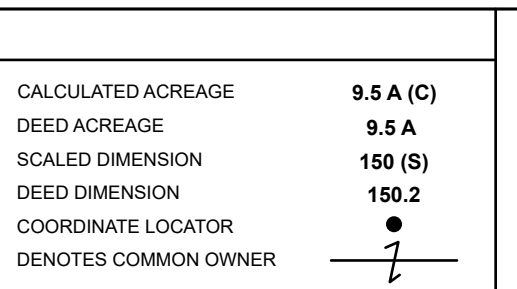 CALCULATED ACREAGE 9.5 A (C)
DEED ACREAGE 9.5 A
SCALED DIMENSION 150 (S)
DEED DIMENSION 150.2
COORDINATE LOCATOR
DENOTES COMMON OWNER